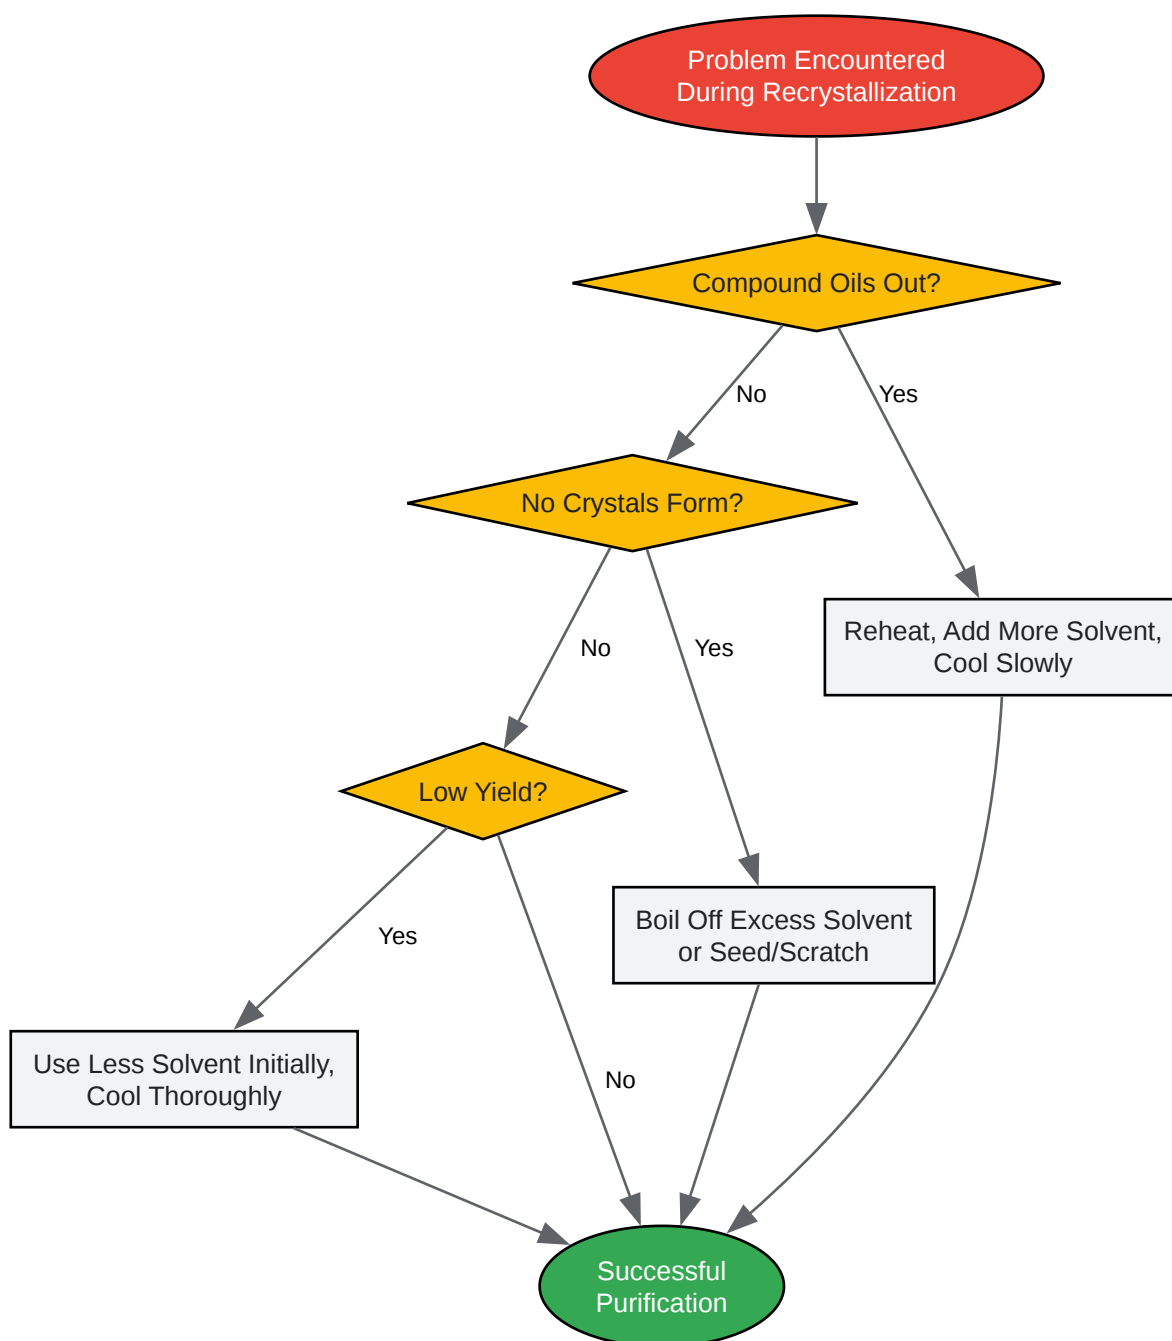 Problem Encountered
During Recrystallization
Compound Oils Out?
No
Yes
No Crystals Form?
No
Yes
Reheat, Add More Solvent,
Cool Slowly
Low Yield?
Yes
No
Boil Off Excess Solvent
or Seed/Scratch
Use Less Solvent Initially,
Cool Thoroughly
Successful
Purification